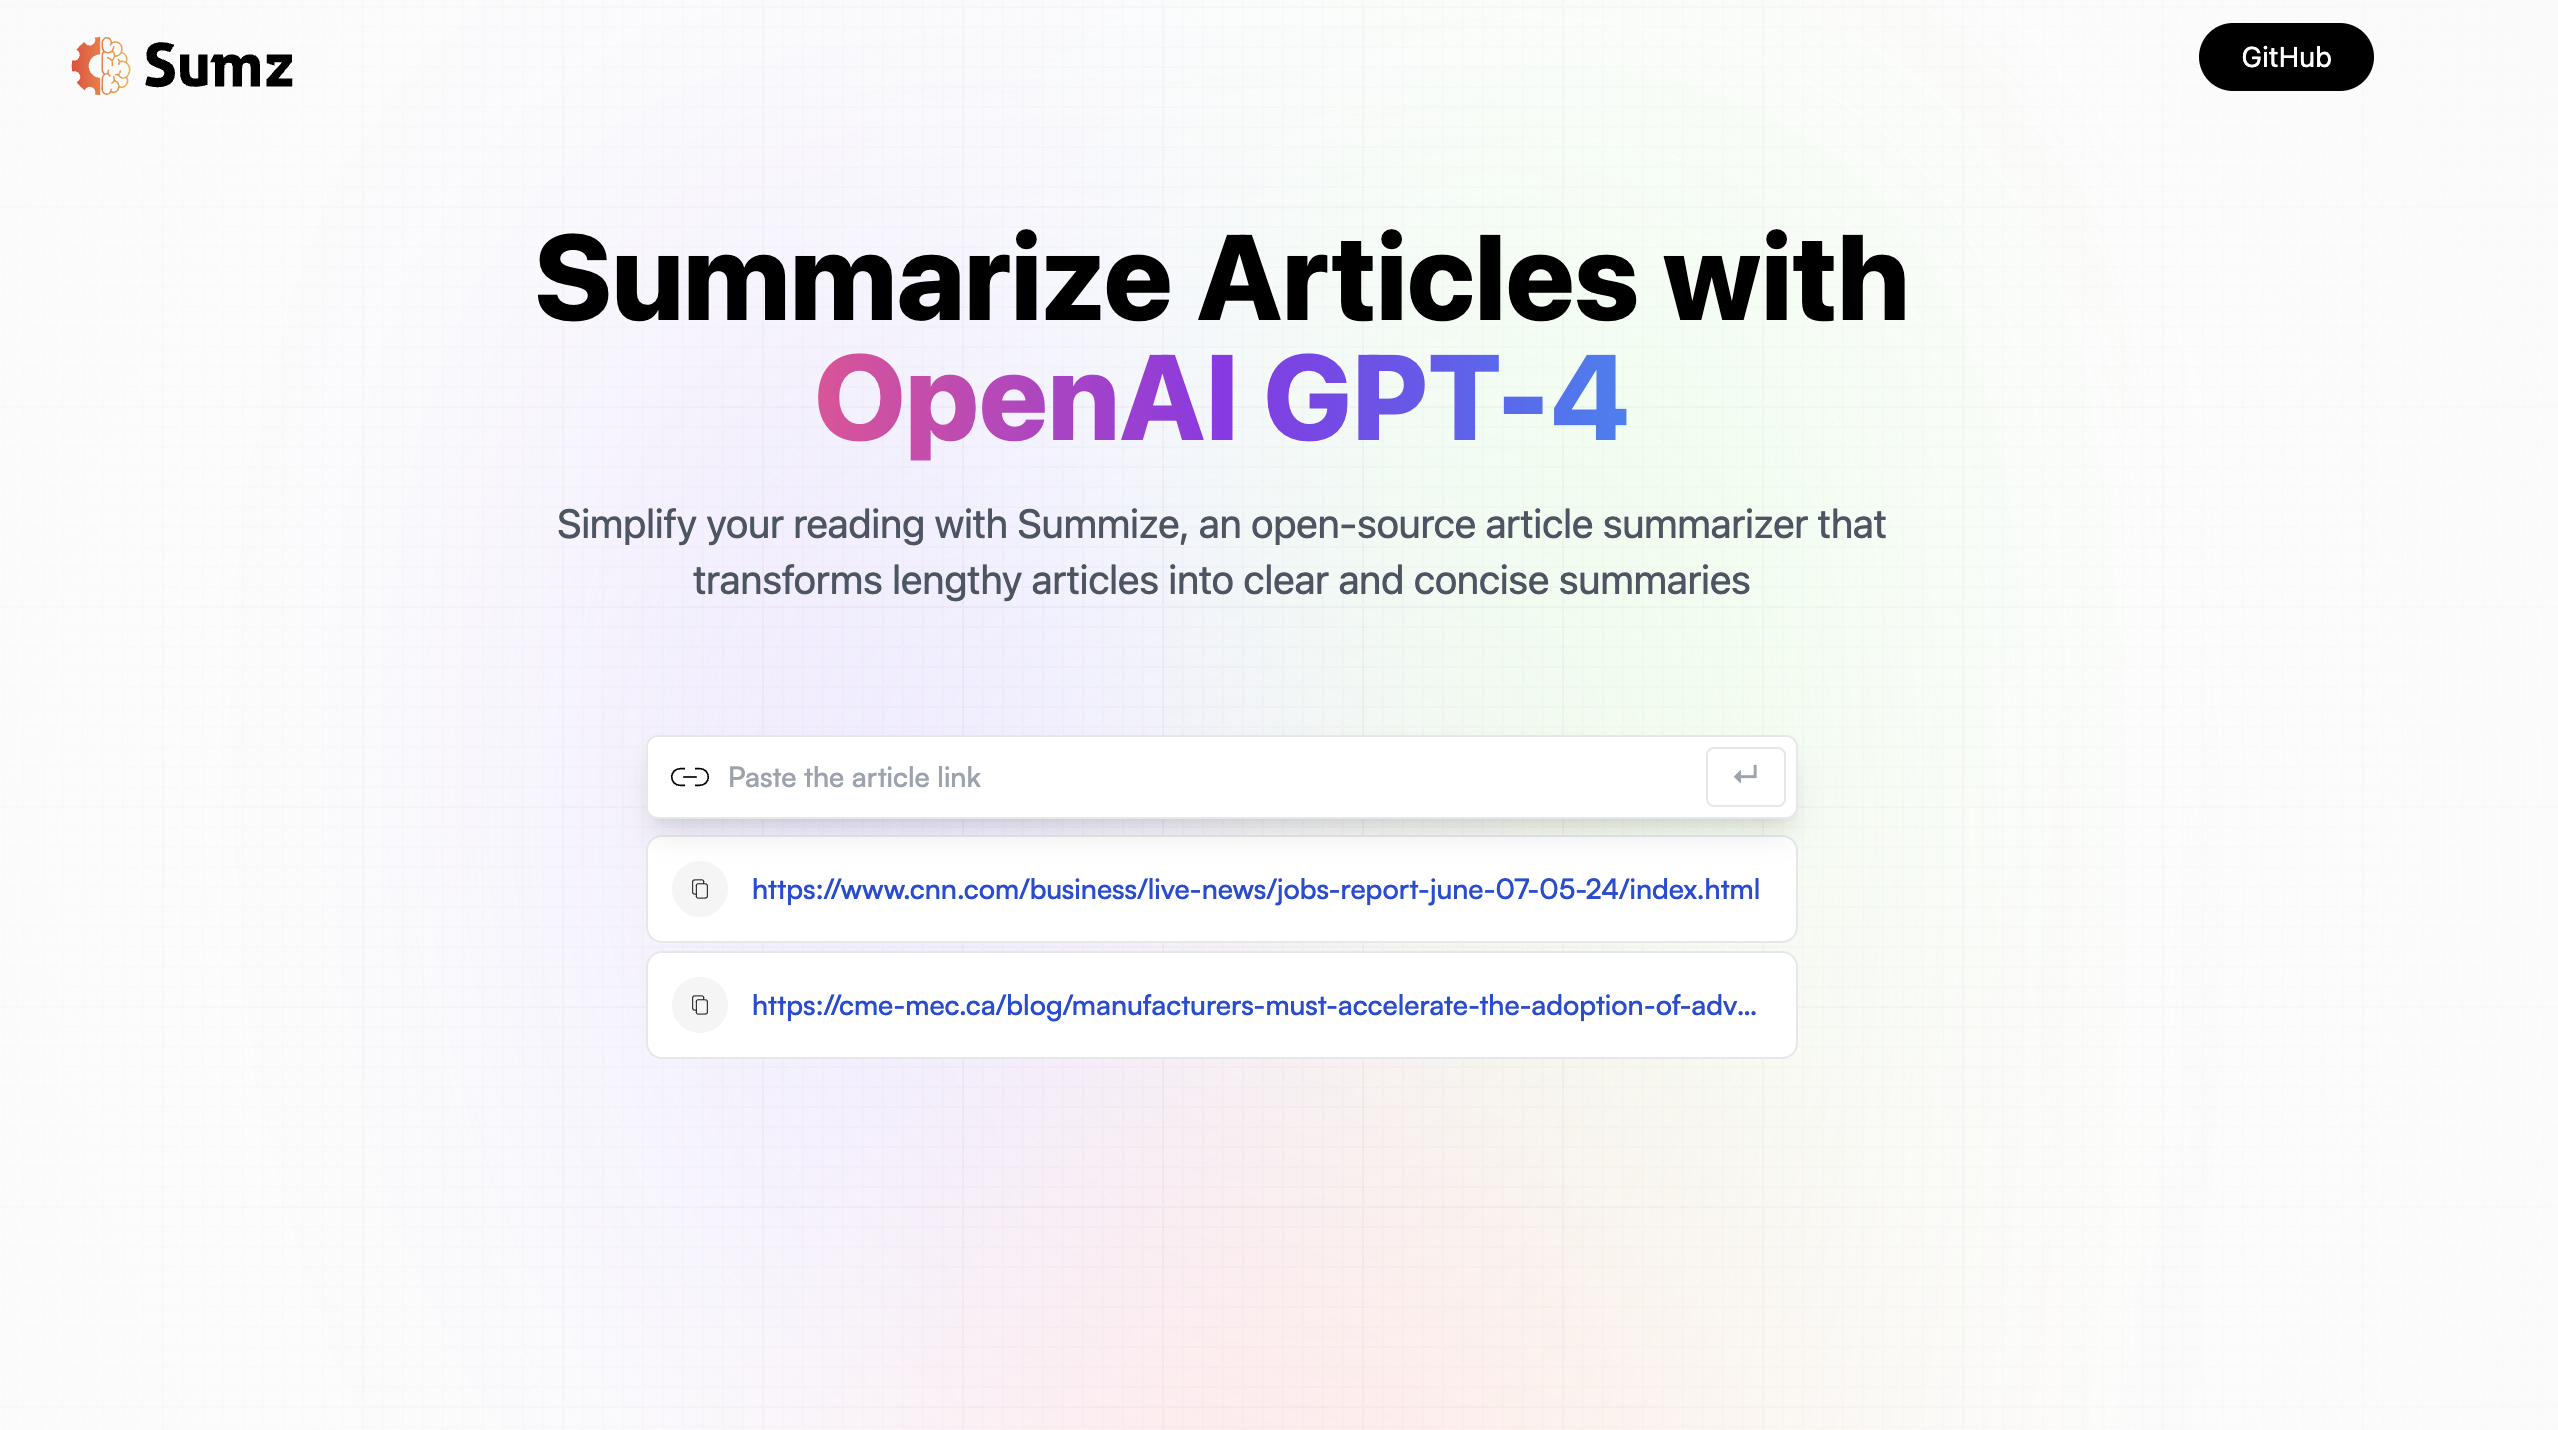 Sumz
GitHub
Summarize Articles with
OpenAI GPT-4
Simplify your reading with Summize, an open-source article summarizer that
transforms lengthy articles into clear and concise summaries
Paste the article link
https://www.cnn.com/business/live-news/jobs-report-june-07-05-24/index.html
https://cme-mec.ca/blog/manufacturers-must-accelerate-the-adoption-of-adv...